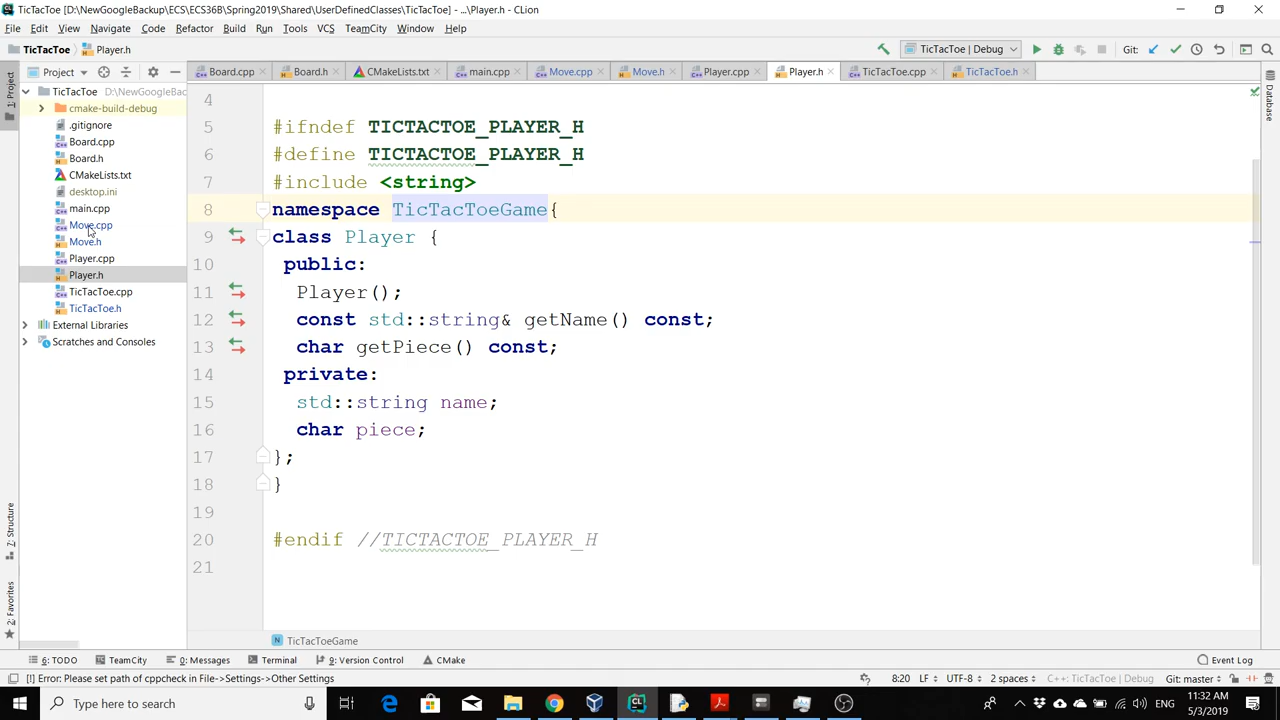 TicTacToe [D:\NewGoogleBackup\ECS\ECS36B\Spring2019\Shared\UserDefinedClasses\TicTacToe] - ...\Player.h - CLion
File Edit View Navigate Code Refactor Build Run Tools VCS TeamCity Window Help
TicTacToe Player.h TicTacToe | Debug Git:
Project Board.cpp Board.h CMakeLists.txt main.cpp Move.cpp Move.h Player.cpp Player.h TicTacToe.cpp TicTacToe.h
1: Project
Database
TicTacToe D:\NewGoogleBac
cmake-build-debug
.gitignore
Board.cpp
Board.h
CMakeLists.txt
desktop.ini
main.cpp
Move.cpp
Move.h
Player.cpp
Player.h
TicTacToe.cpp
TicTacToe.h
External Libraries
Scratches and Consoles
7: Structure
2: Favorites
4
5 #ifndef TICTACTOE_PLAYER_H
6 #define TICTACTOE_PLAYER_H
7 #include <string>
8 namespace TicTacToeGame{
9 class Player {
10 public:
11 Player();
12 const std::string& getName() const;
13 char getPiece() const;
14 private:
15 std::string name;
16 char piece;
17 };
18 }
19
20 #endif //TICTACTOE_PLAYER_H
21
N TicTacToeGame
6: TODO TeamCity 0: Messages Terminal 9: Version Control CMake Event Log
[!] Error: Please set path of cppcheck in File->Settings->Other Settings 8:20 LF UTF-8 2 spaces C++: TicTacToe | Debug Git: master
Type here to search ENG 11:32 AM
5/3/2019